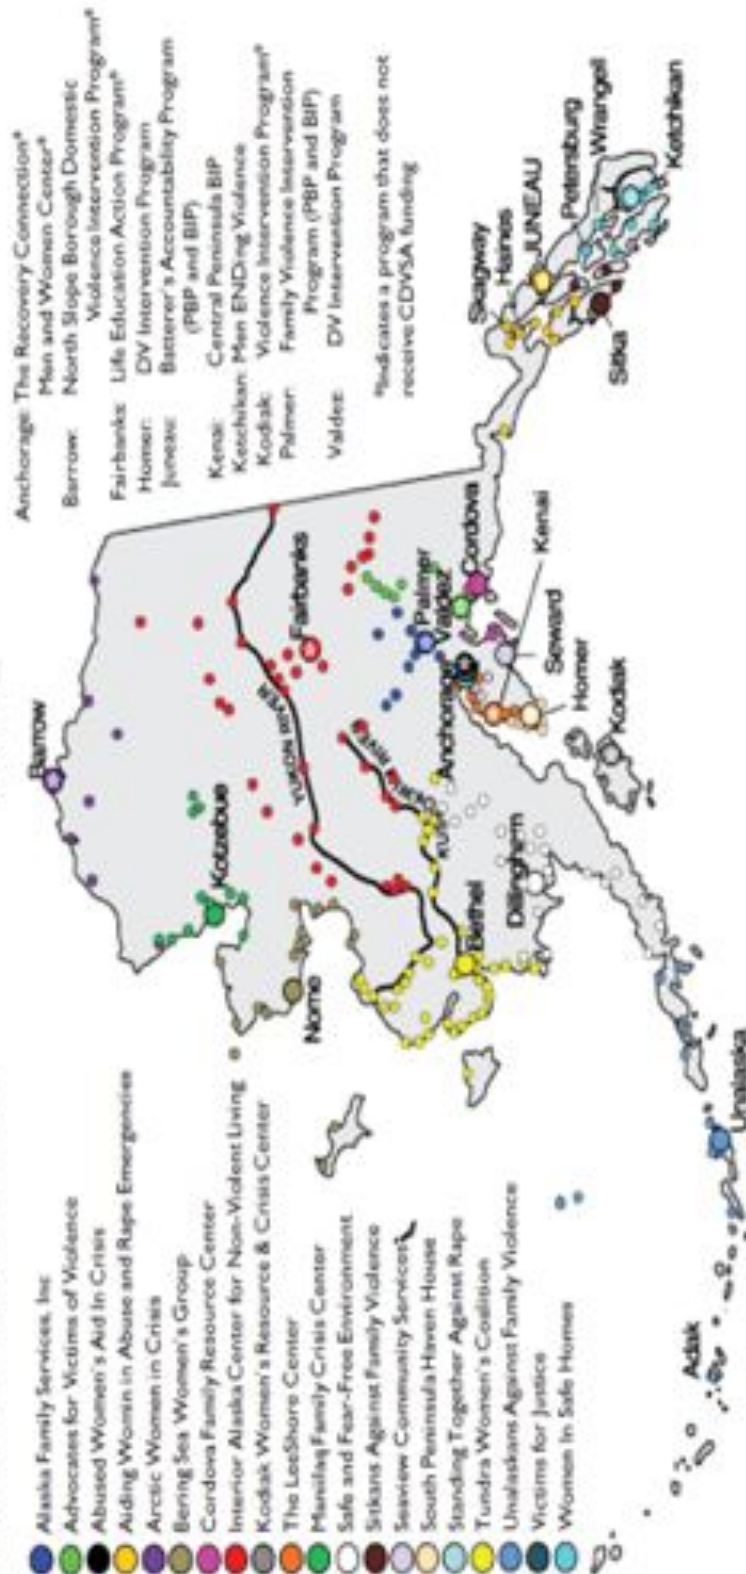 Alaska Family Services, Inc
Advocates for Victims of Violence
Abused Women's Aid In Crisis
Aiding Women in Abuse and Rape Emergencies
Arctic Women in Crisis
Bering Sea Women's Group
Cordova Family Resource Center
Interior Alaska Center for Non-Violent Living
Kodiak Women's Resource & Crisis Center
The LeeShore Center
Maniilaq Family Crisis Center
Safe and Fear-Free Environment
Sitkans Against Family Violence
Seaview Community Services
South Peninsula Haven House
Standing Together Against Rape
Tundra Women's Coalition
Unalaskans Against Family Violence
Victims for Justice
Women In Safe Homes
Barrow
Kotzebue
Nome
YUKON RIVER
Fairbanks
RIVER
Bethel
Dillingham
Anchorage
Palmer
Valdez
Cordova
Kenai
Seward
Homer
Kodiak
Unalaska
Adak
Skagway
Haines
JUNEAU
Petersburg
Wrangell
Ketchikan
Sitka
Anchorage: The Recovery Connection*
Men and Women Center*
Barrow: North Slope Borough Domestic
Violence Intervention Program*
Fairbanks: Life Education Action Program*
Homer: DV Intervention Program
Juneau: Batterer's Accountability Program
(PBP and BIP)
Kenai: Central Peninsula BIP
Ketchikan: Men ENDing Violence
Kodiak: Violence Intervention Program*
Palmer: Family Violence Intervention
Program (PBP and BIP)
Valdez: DV Intervention Program
*Indicates a program that does not
receive CDVSA funding